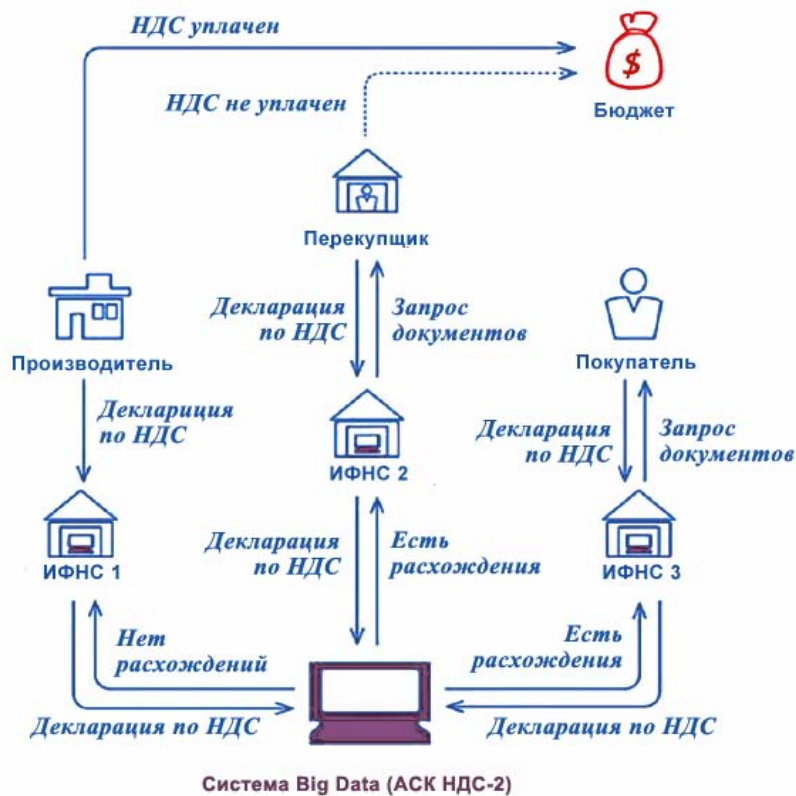 НДС уплачен
НДС не уплачен
Бюджет
Перекупщик
Декларация
по НДС
Запрос
документов
Производитель
Покупатель
Деклариция
по НДС
Декларация
по НДС
Запрос
документов
ИФНС 2
ИФНС 1
Декларация
по НДС
Есть
расхождения
ИФНС 3
Нет
расхождений
Есть
расхождения
Декларация по НДС
Декларация по НДС
Система Big Data (АСК НДС-2)